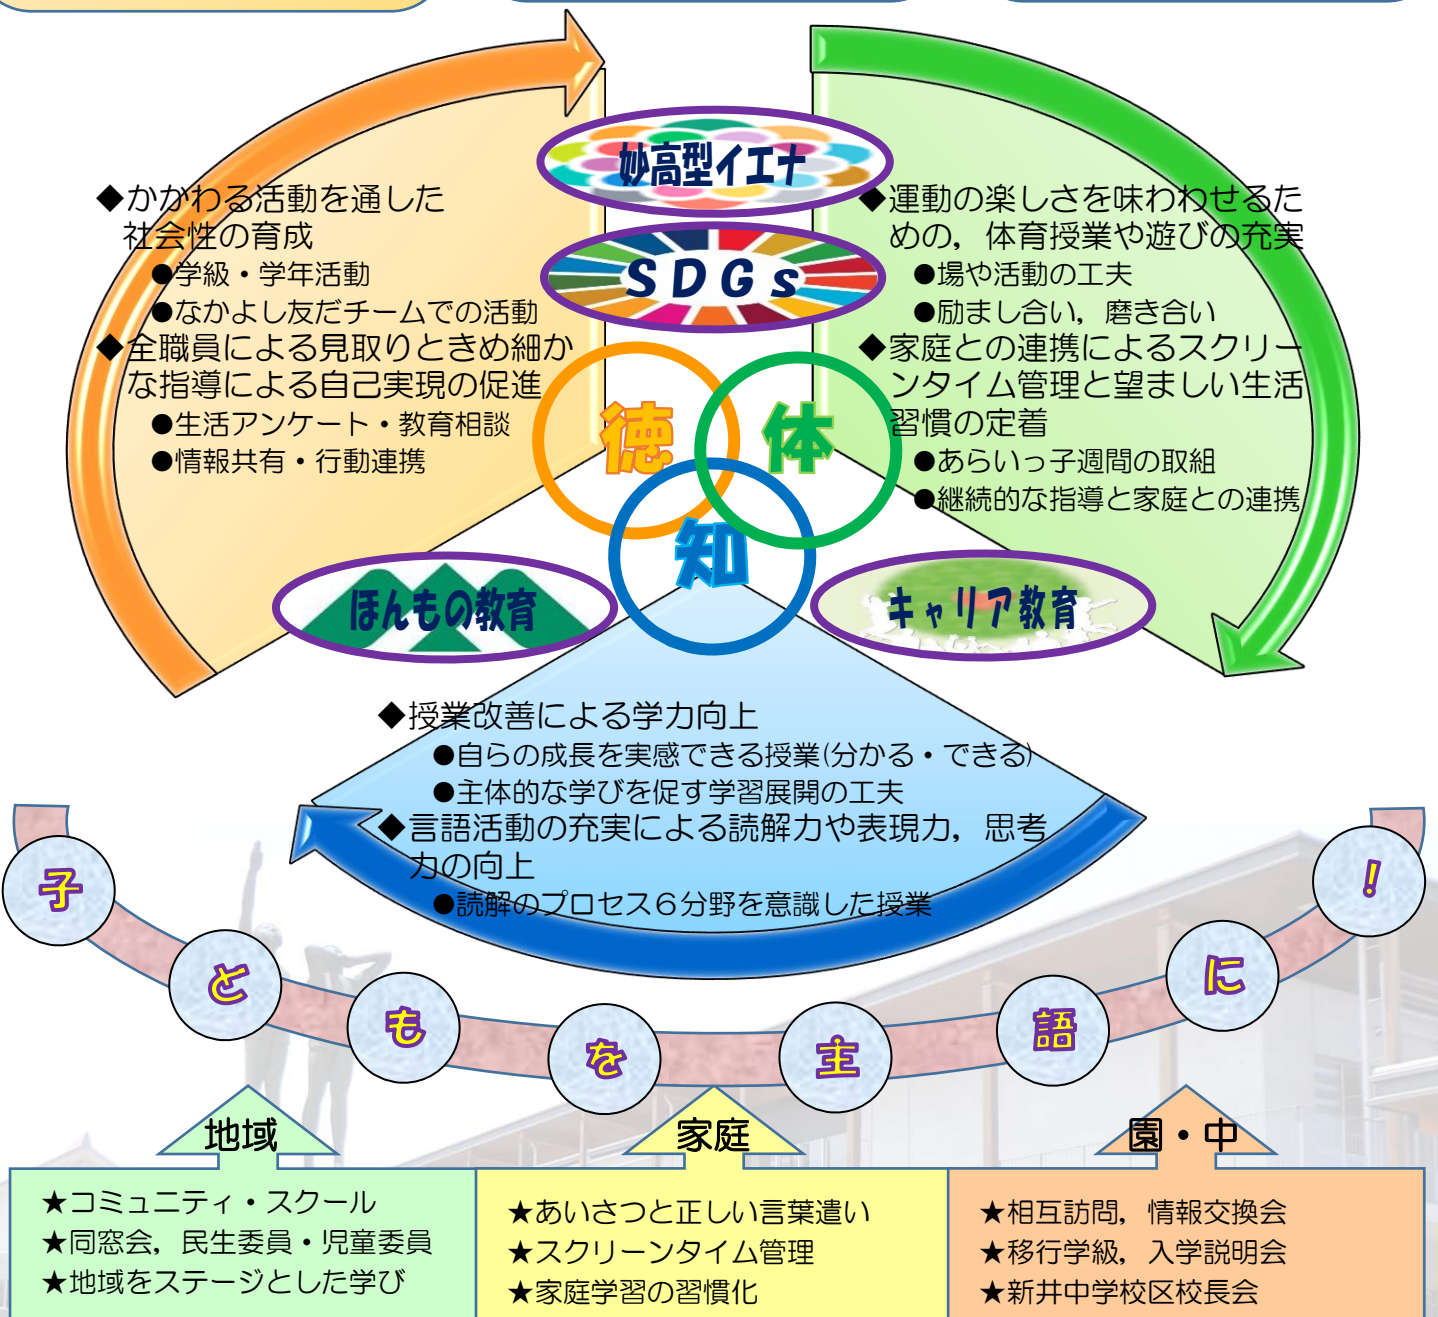 妙高型イエナ
SDGs
◆かかわる活動を通した
社会性の育成
●学級・学年活動
●なかよし友だチームでの活動
◆全職員による見取りときめ細か
な指導による自己実現の促進
●生活アンケート・教育相談
●情報共有・行動連携
◆運動の楽しさを味わわせるた
めの，体育授業や遊びの充実
●場や活動の工夫
●励まし合い，磨き合い
◆家庭との連携によるスクリー
ンタイム管理と望ましい生活
習慣の定着
●あらいっ子週間の取組
●継続的な指導と家庭との連携
徳
体
知
ほんもの教育
キャリア教育
◆授業改善による学力向上
●自らの成長を実感できる授業(分かる・できる)
●主体的な学びを促す学習展開の工夫
◆言語活動の充実による読解力や表現力，思考
力の向上
●読解のプロセス６分野を意識した授業
子どもを主語に！
地域
★コミュニティ・スクール
★同窓会，民生委員・児童委員
★地域をステージとした学び
家庭
★あいさつと正しい言葉遣い
★スクリーンタイム管理
★家庭学習の習慣化
園・中
★相互訪問，情報交換会
★移行学級，入学説明会
★新井中学校区校長会